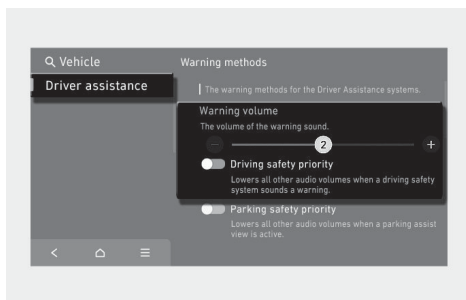 Vehicle
Warning methods
Driver assistance
The warning methods for the Driver Assistance systems.
Warning volume
The volume of the warning sound.
2
Driving safety priority
Lowers all other audio volumes when a driving safety
system sounds a warning.
Parking safety priority
Lowers all other audio volumes when a parking assist
view is active.